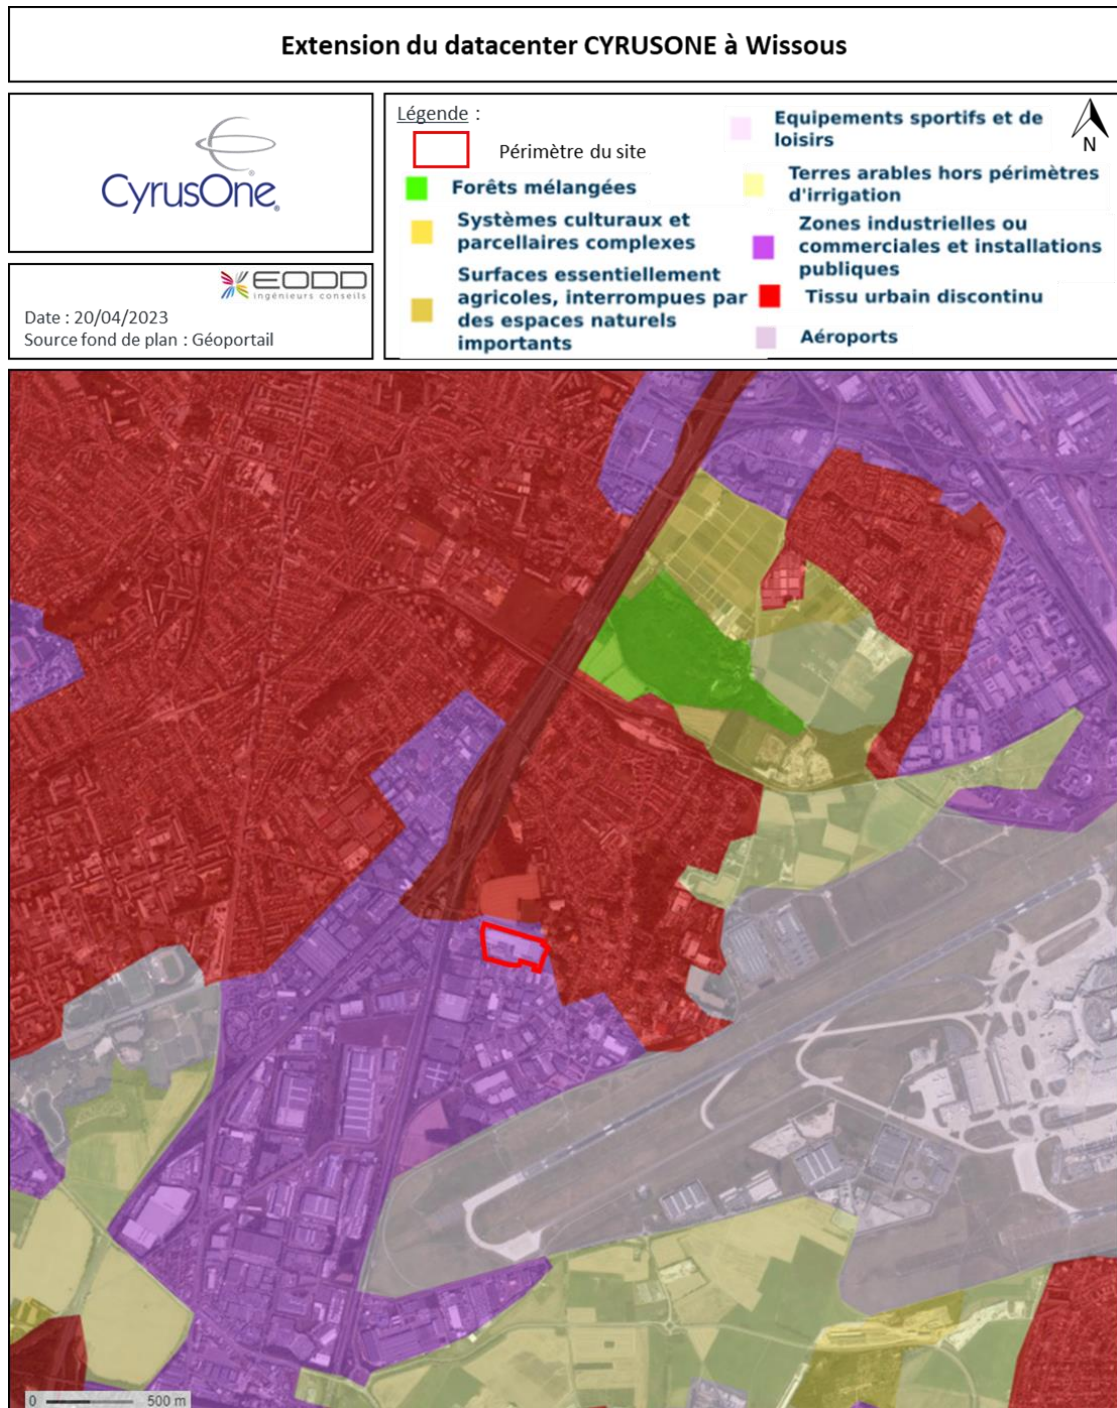 Extension du datacenter CYRUSONE à Wissous
CyrusOne
EODD
ingénieurs conseils
Date : 20/04/2023
Source fond de plan : Géoportail
Légende :
Périmètre du site
Forêts mélangées
Systèmes culturaux et
parcellaires complexes
Surfaces essentiellement
agricoles, interrompues par
des espaces naturels
importants
Equipements sportifs et de
loisirs
Terres arables hors périmètres
d'irrigation
Zones industrielles ou
commerciales et installations
publiques
Tissu urbain discontinu
Aéroports
N
0 500 m